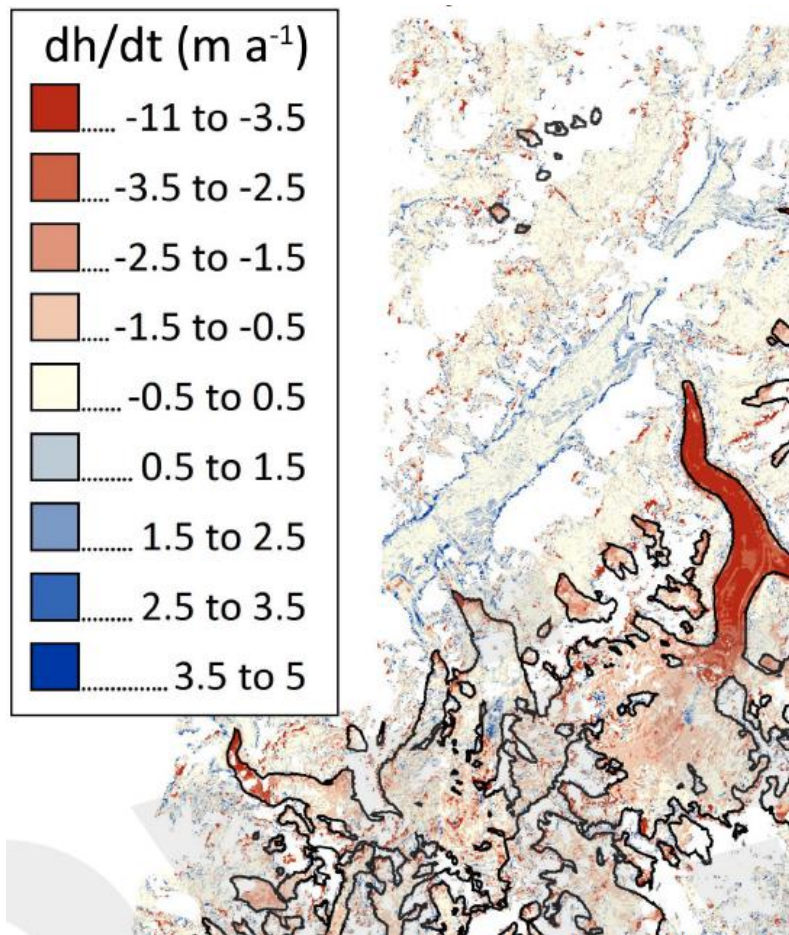 dh/dt (m a⁻¹)
...... -11 to -3.5
..... -3.5 to -2.5
..... -2.5 to -1.5
..... -1.5 to -0.5
....... -0.5 to 0.5
......... 0.5 to 1.5
......... 1.5 to 2.5
......... 2.5 to 3.5
............... 3.5 to 5